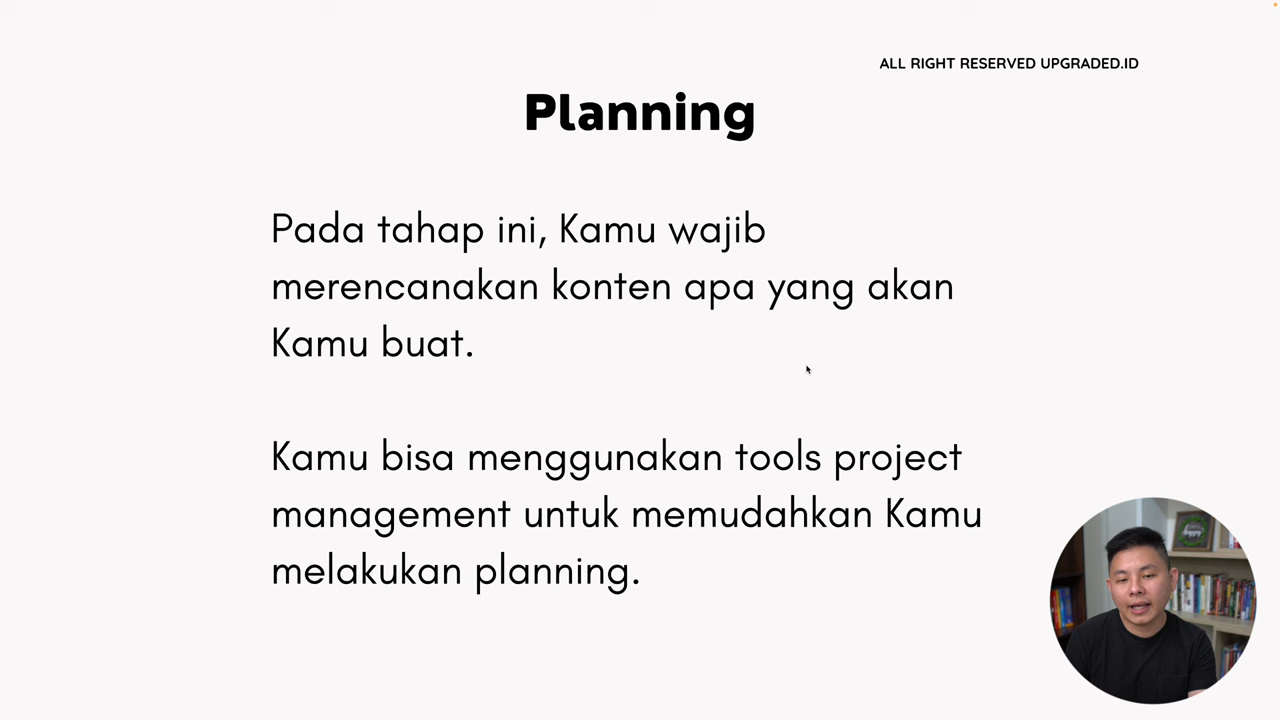 ALL RIGHT RESERVED UPGRADED.ID
Planning
Pada tahap ini, Kamu wajib
merencanakan konten apa yang akan
Kamu buat.
Kamu bisa menggunakan tools project
management untuk memudahkan Kamu
melakukan planning.